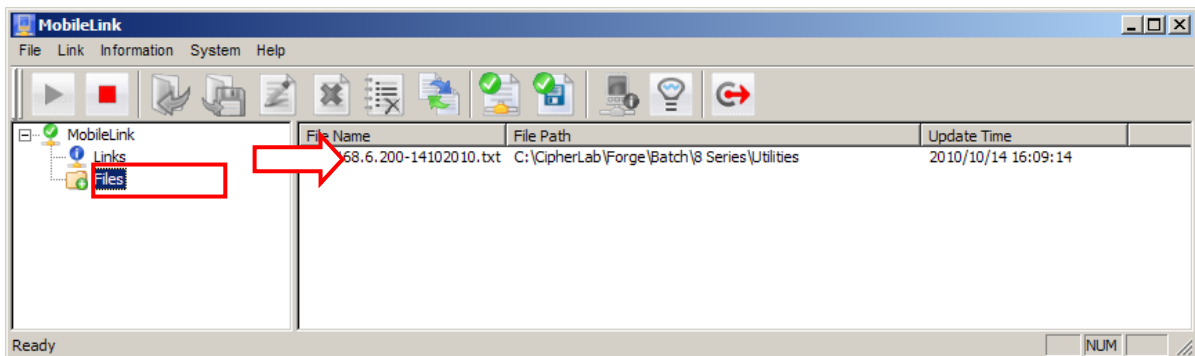 MobileLink
File Link Information System Help
MobileLink
Links
Files
File Name File Path Update Time
68.6.200-14102010.txt C:\CipherLab\Forge\Batch\8 Series\Utilities 2010/10/14 16:09:14
Ready NUM